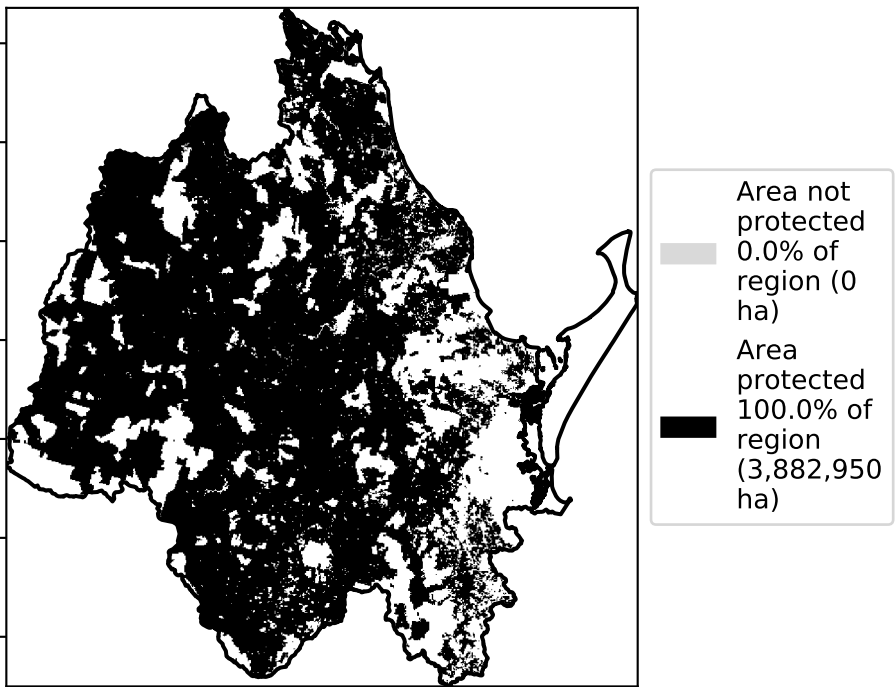 Area not
protected
0.0% of
region (0
ha)
Area
protected
100.0% of
region
(3,882,950
ha)